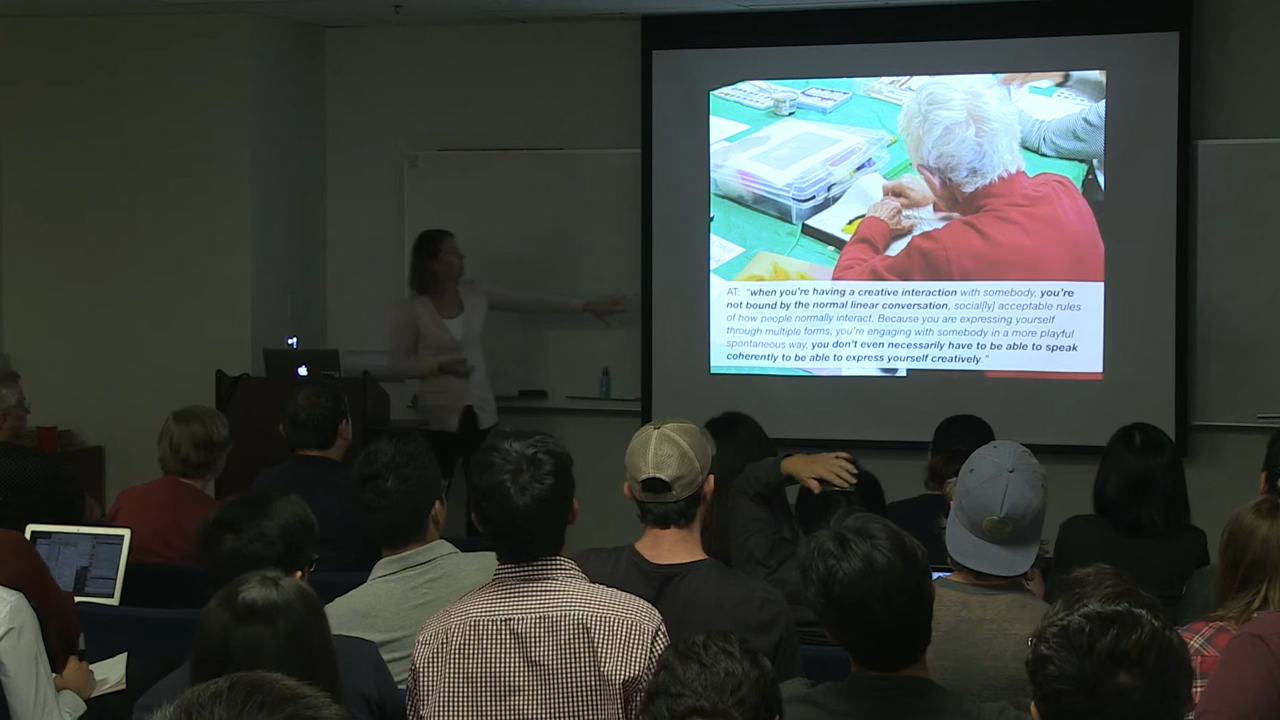 AT: "when you're having a creative interaction with somebody, you're
not bound by the normal linear conversation, social[ly] acceptable rules
of how people normally interact. Because you are expressing yourself
through multiple forms, you're engaging with somebody in a more playful
spontaneous way, you don't even necessarily have to be able to speak
coherently to be able to express yourself creatively."